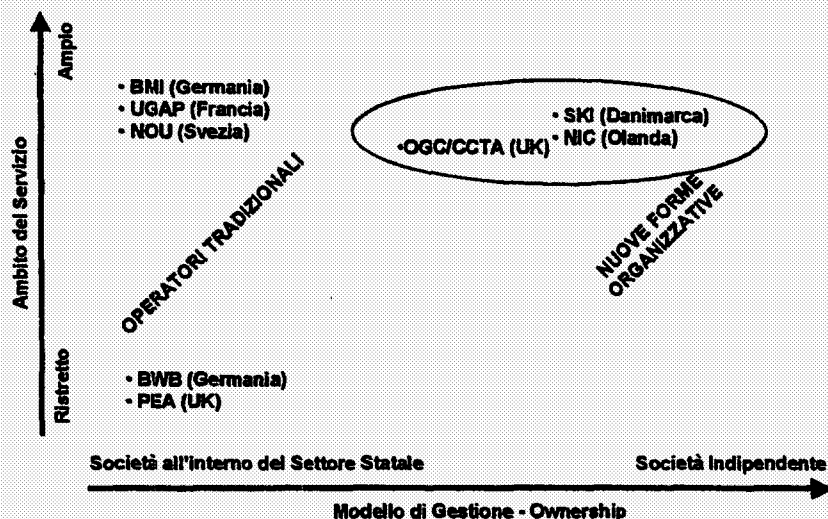 Ampio
• BMI (Germania)
• UGAP (Francia)
• NOU (Svezia)
• SKI (Danimarca)
• OGC/CCTA (UK)
• NIC (Olanda)
Ambito del Servizio
OPERATORI TRADIZIONALI
NUOVE FORME
ORGANIZZATIVE
• BWB (Germania)
• PEA (UK)
Ristretto
Società all'interno del Settore Statale
Società Indipendente
Modello di Gestione - Ownership